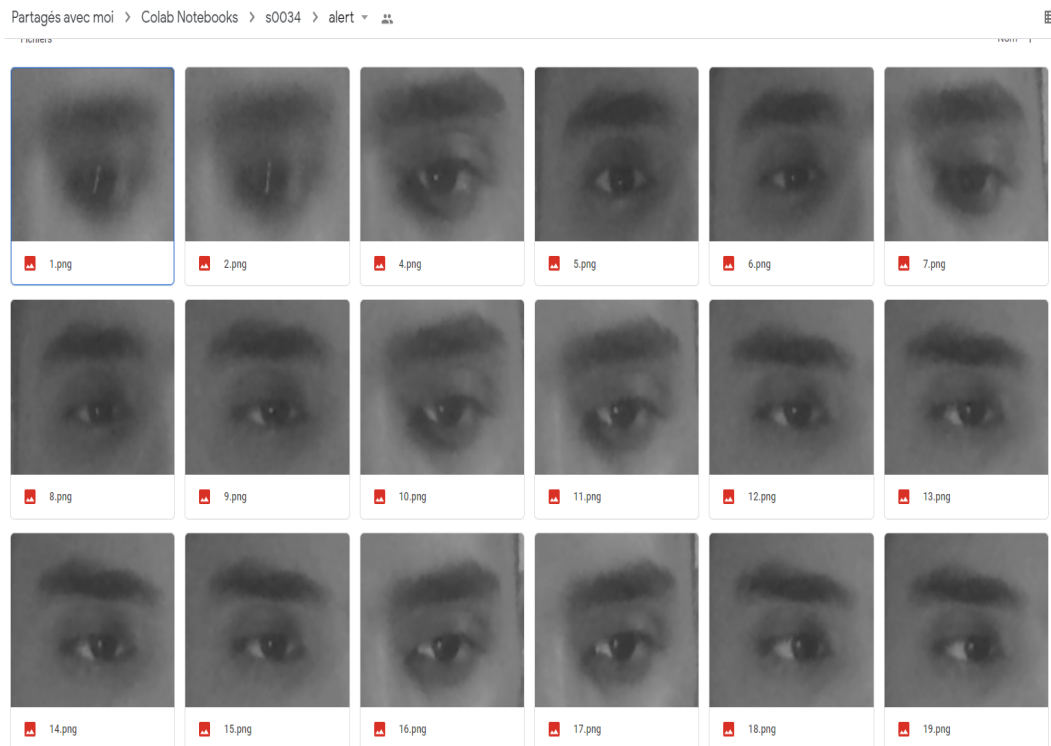 Partagés avec moi > Colab Notebooks > s0034 > alert
Fichiers Nom
1.png 2.png 4.png 5.png 6.png 7.png
8.png 9.png 10.png 11.png 12.png 13.png
14.png 15.png 16.png 17.png 18.png 19.png